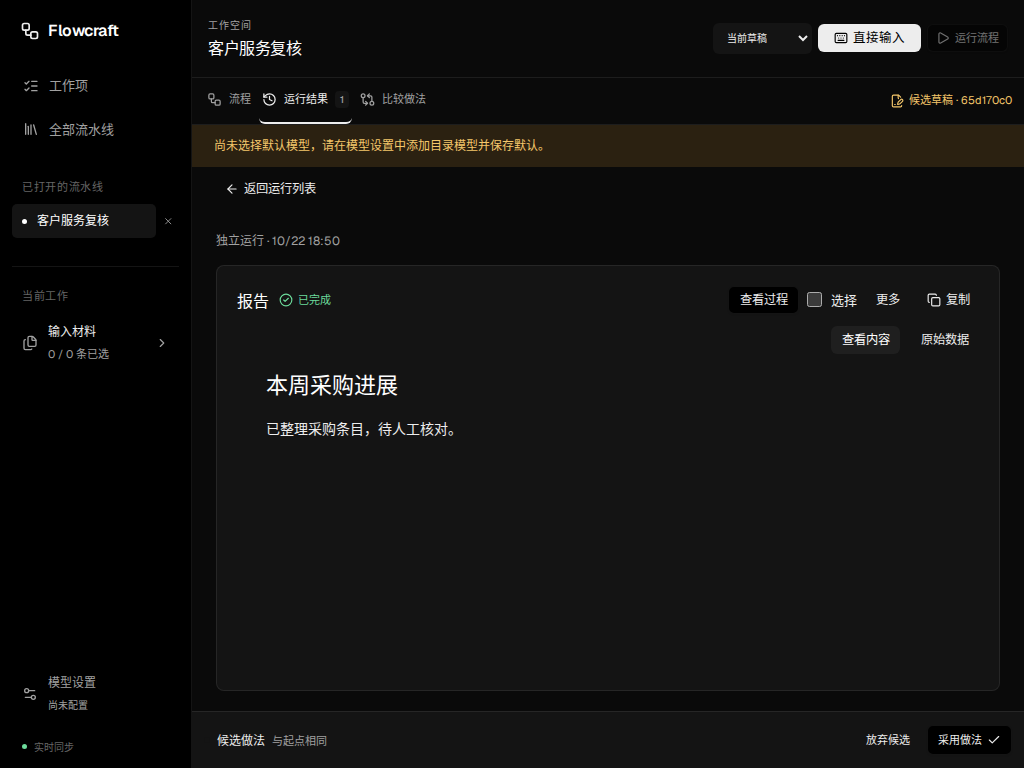 Flowcraft
工作项
全部流水线
已打开的流水线
客户服务复核
当前工作
输入材料
0 / 0 条已选
模型设置
尚未配置
实时同步
工作空间
客户服务复核
当前草稿
直接输入
运行流程
流程
运行结果 1
比较做法
候选草稿 · 65d170c0
尚未选择默认模型，请在模型设置中添加目录模型并保存默认。
返回运行列表
独立运行 · 10/22 18:50
报告
已完成
查看过程
选择
更多
复制
查看内容
原始数据
本周采购进展
已整理采购条目，待人工核对。
候选做法 与起点相同
放弃候选
采用做法